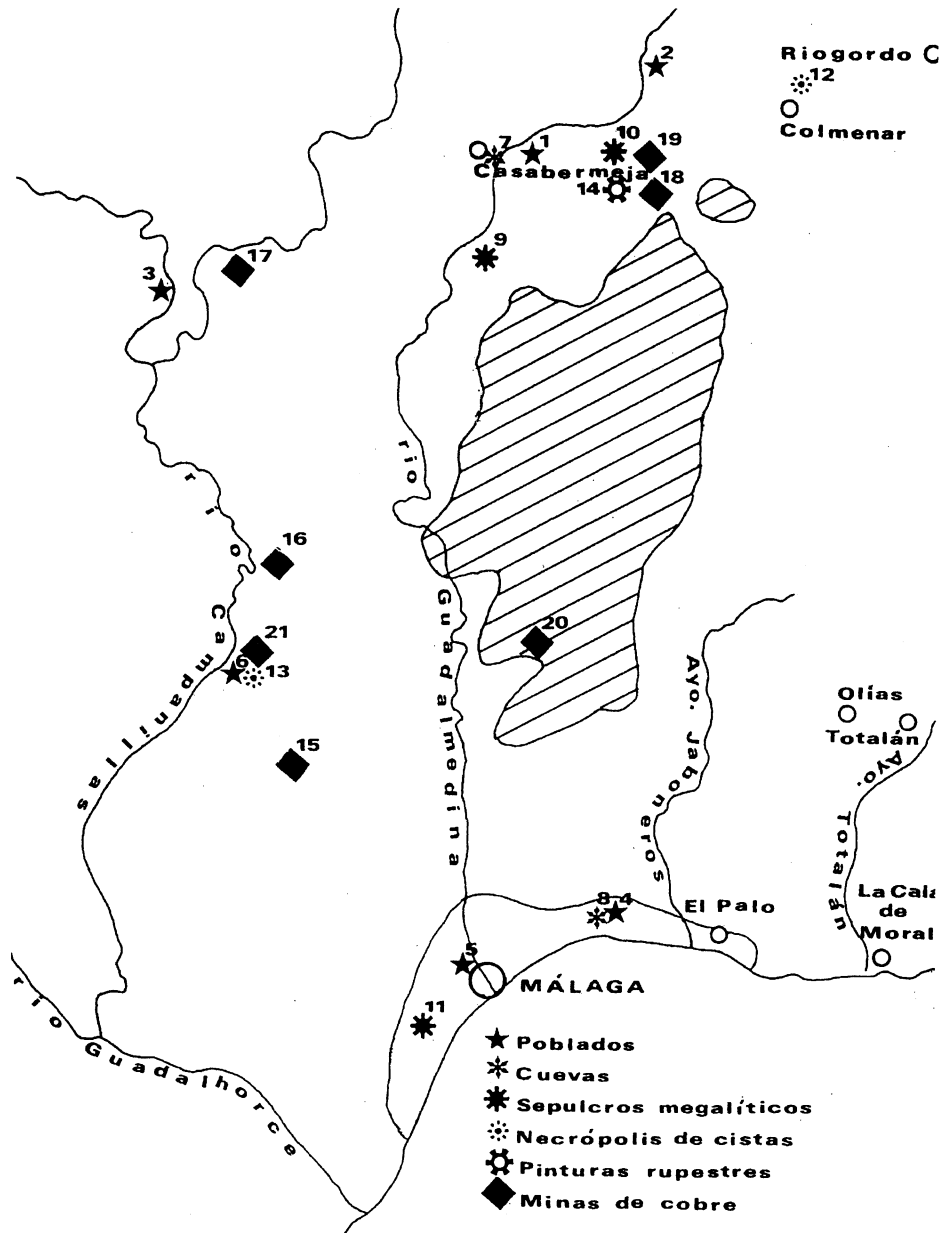 2
Riogordo
12
Colmenar
7
1
10
19
Casabermeja
14
18
9
17
3
río
río
16
Guadalmedina
Campanillas
21
6
13
20
15
Ayo. Jaboneros
Olías
Totalán
Ayo. Totalán
8
4
El Palo
La Cala
de
Moral
5
MÁLAGA
11
río Guadalhorce
Poblados
Cuevas
Sepulcros megalíticos
Necrópolis de cistas
Pinturas rupestres
Minas de cobre